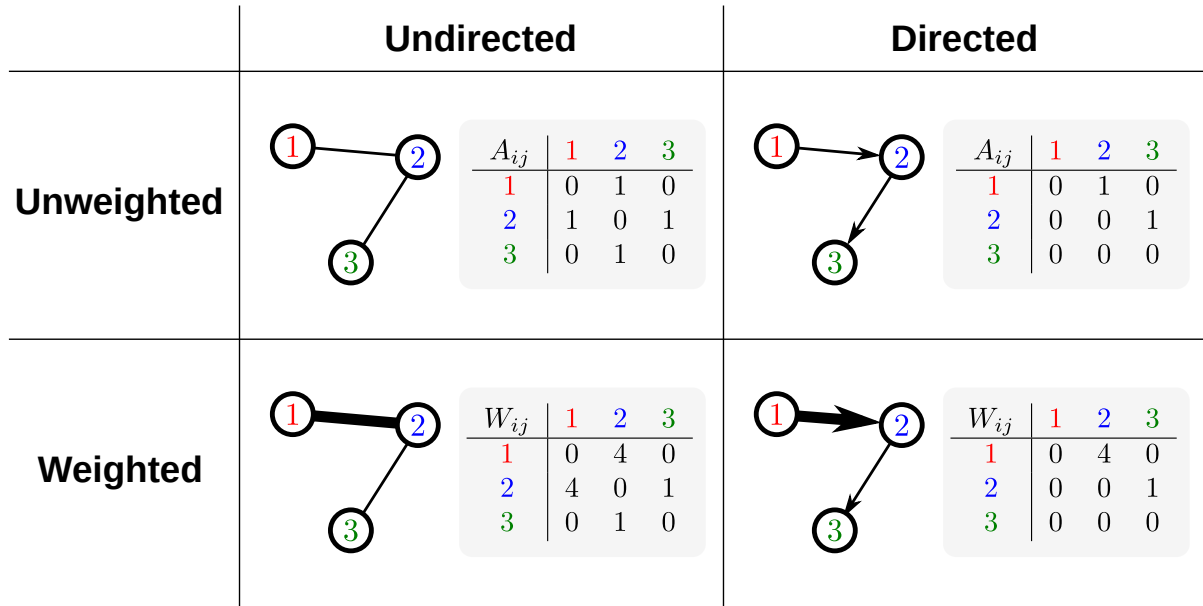 Undirected Directed
Unweighted
1 2 3
A_ij 1 2 3
1 0 1 0
2 1 0 1
3 0 1 0
1 2 3
A_ij 1 2 3
1 0 1 0
2 0 0 1
3 0 0 0
Weighted
1 2 3
W_ij 1 2 3
1 0 4 0
2 4 0 1
3 0 1 0
1 2 3
W_ij 1 2 3
1 0 4 0
2 0 0 1
3 0 0 0